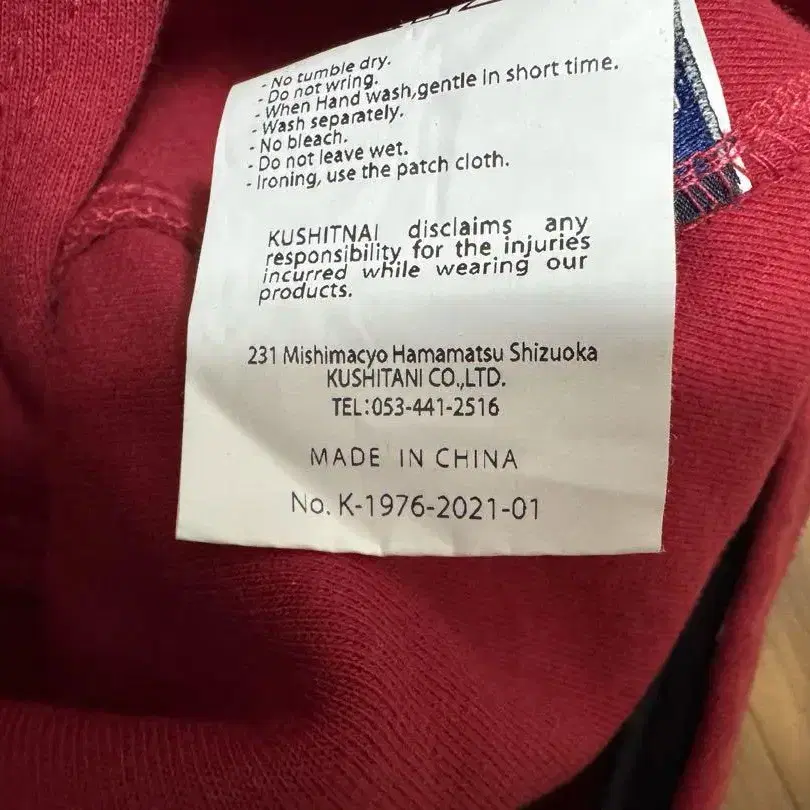 - No tumble dry.
- Do not wring.
- When Hand wash,gentle in short time.
- Wash separately.
- No bleach.
- Do not leave wet.
- Ironing, use the patch cloth.
KUSHITNAI disclaims any
responsibility for the injuries
incurred while wearing our
products.
231 Mishimacyo Hamamatsu Shizuoka
KUSHITANI CO.,LTD.
TEL:053-441-2516
MADE IN CHINA
No. K-1976-2021-01